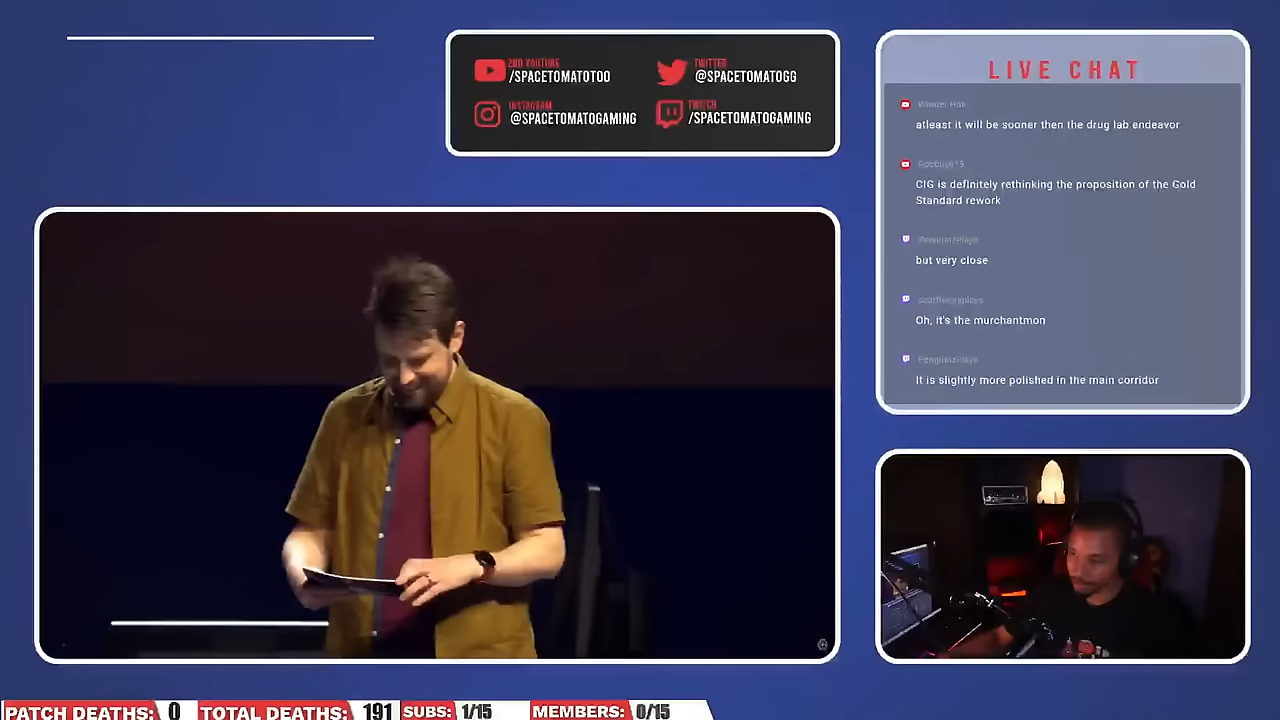 2ND YOUTUBE
/SPACETOMATOTOO
TWITTER
@SPACETOMATOGG
INSTAGRAM
@SPACETOMATOGAMING
TWITCH
/SPACETOMATOGAMING
LIVE CHAT
atleast it will be sooner then the drug lab endeavor
CIG is definitely rethinking the proposition of the Gold
Standard rework
PenguinzPlays
but very close
Oh, it's the murchantmon
PenguinzPlays
It is slightly more polished in the main corridor
PATCH DEATHS: 0
TOTAL DEATHS: 191
SUBS: 1/15
MEMBERS: 0/15